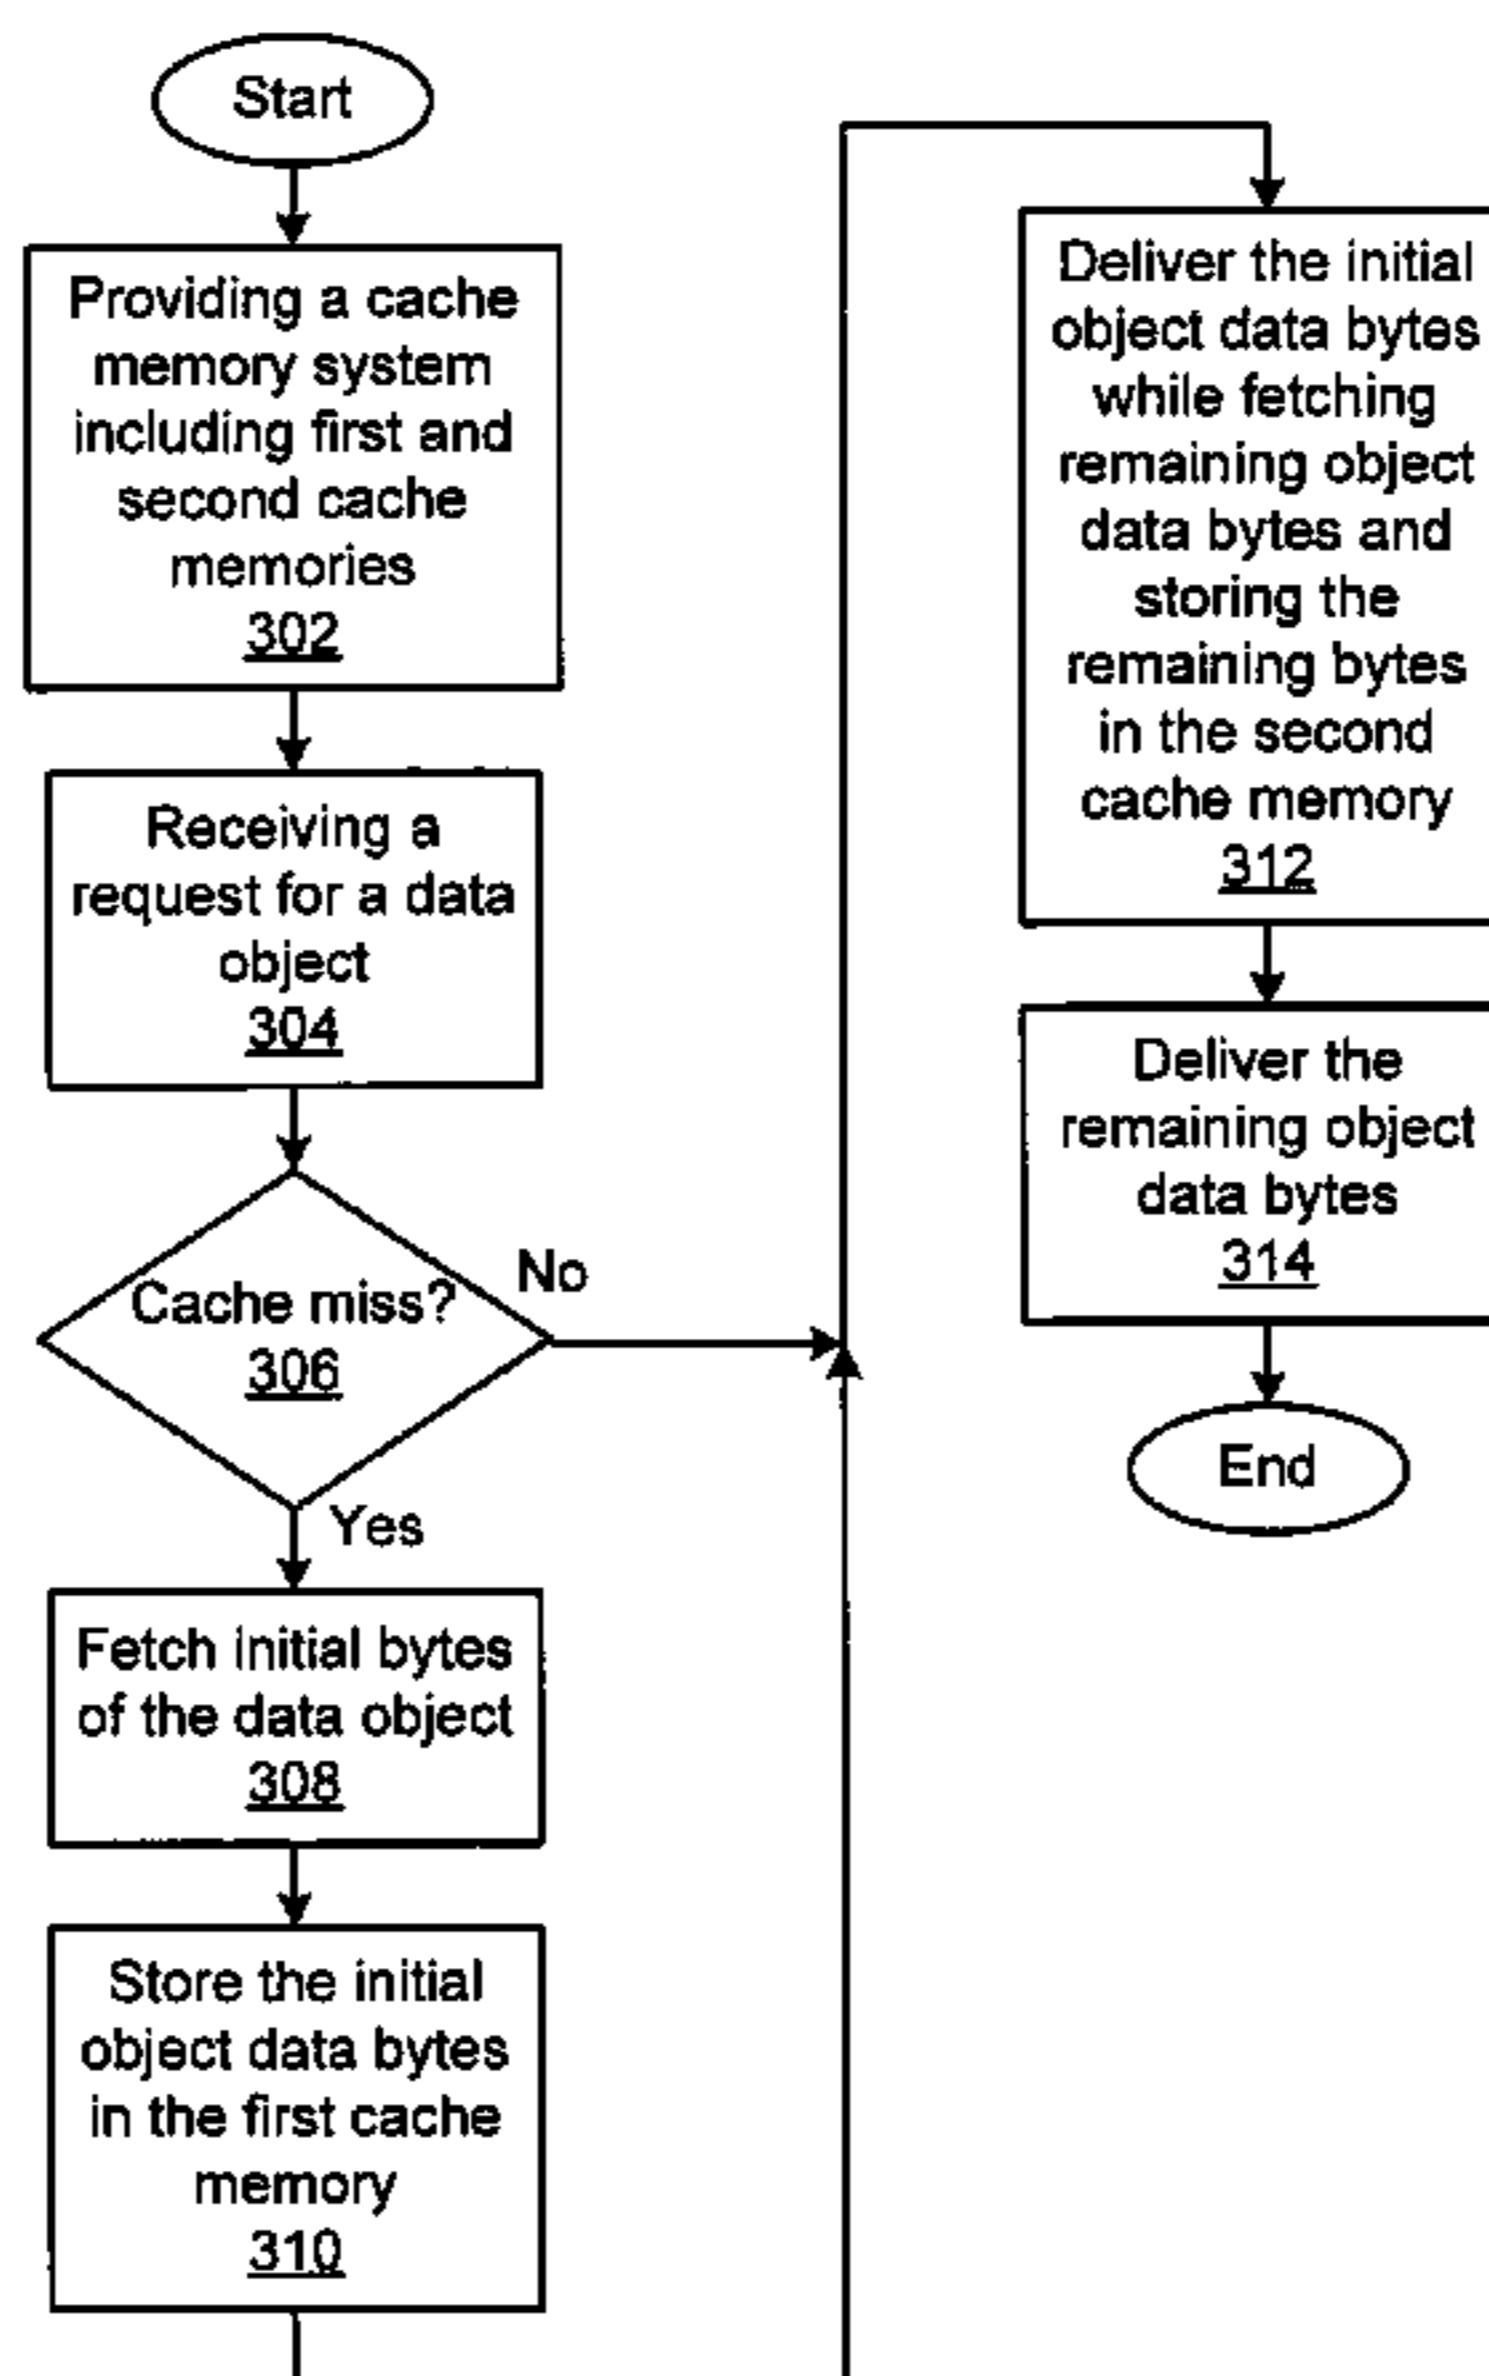 Start
Providing a cache
memory system
including first and
second cache
memories
302
Receiving a
request for a data
object
304
Cache miss?
306
No
Yes
Fetch initial bytes
of the data object
308
Store the initial
object data bytes
in the first cache
memory
310
Deliver the initial
object data bytes
while fetching
remaining object
data bytes and
storing the
remaining bytes
in the second
cache memory
312
Deliver the
remaining object
data bytes
314
End